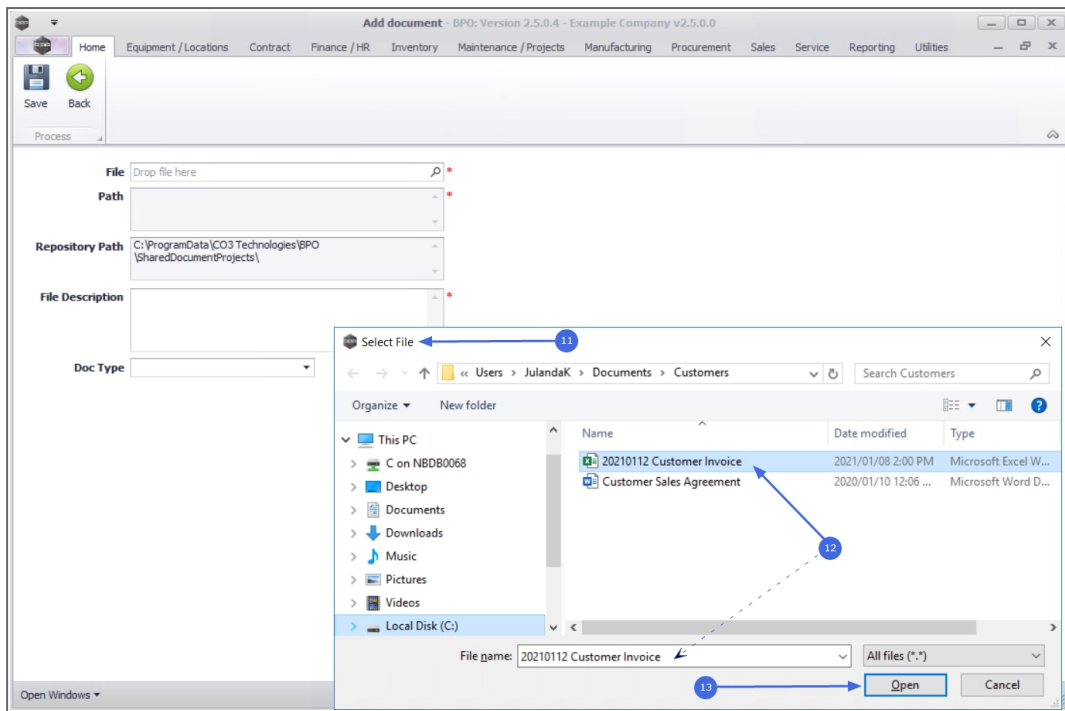 Add document - BPO: Version 2.5.0.4 - Example Company v2.5.0.0
Home Equipment / Locations Contract Finance / HR Inventory Maintenance / Projects Manufacturing Procurement Sales Service Reporting Utilities
Save Back
Process
File Drop file here *
Path *
Repository Path C:\ProgramData\CO3 Technologies\BPO
\SharedDocumentProjects\
File Description *
Doc Type
Select File 11
« Users > JulandaK > Documents > Customers Search Customers
Organize New folder
Name Date modified Type
This PC
C on NBDB0068
Desktop
Documents
Downloads
Music
Pictures
Videos
Local Disk (C:)
20210112 Customer Invoice 2021/01/08 2:00 PM Microsoft Excel W...
Customer Sales Agreement 2020/01/10 12:06 ... Microsoft Word D...
12
File name: 20210112 Customer Invoice All files (*.*)
13 Open Cancel
Open Windows